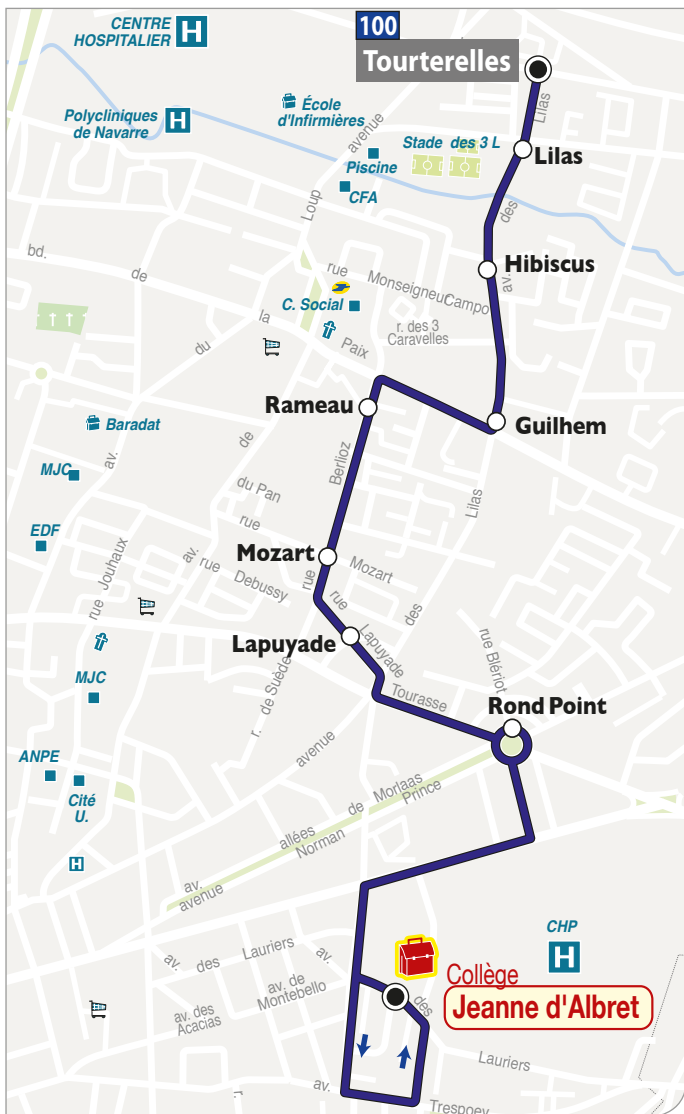 100
Tourterelles
CENTRE
HOSPITALIER
H
Polycliniques
de Navarre
H
École
d'Infirmières
avenue
Stade des 3 L
Lilas
Lilas
Piscine
CFA
Loup
des
av.
bd.
de
la
Paix
rue
Monseigneur
Campo
Hibiscus
C. Social
r. des 3
Caravelles
du
Rameau
Guilhem
Baradat
de
av.
MJC
du Pan
Berlioz
Lilas
EDF
rue
Mozart
Mozart
rue
Jouhaux
av.
rue
Debussy
rue
rue
des
Lapuyade
Lapuyade
rue Blériot
MJC
r. de Suède
Tourasse
Rond Point
avenue
ANPE
Cité
U.
H
allées
de
Morlaas
Norman
Prince
av.
avenue
CHP
H
av.
des
Lauriers
av.
av. de
Montebello
av. des
Acacias
Collège
Jeanne d'Albret
des
Lauriers
r.
av.
Trespoey